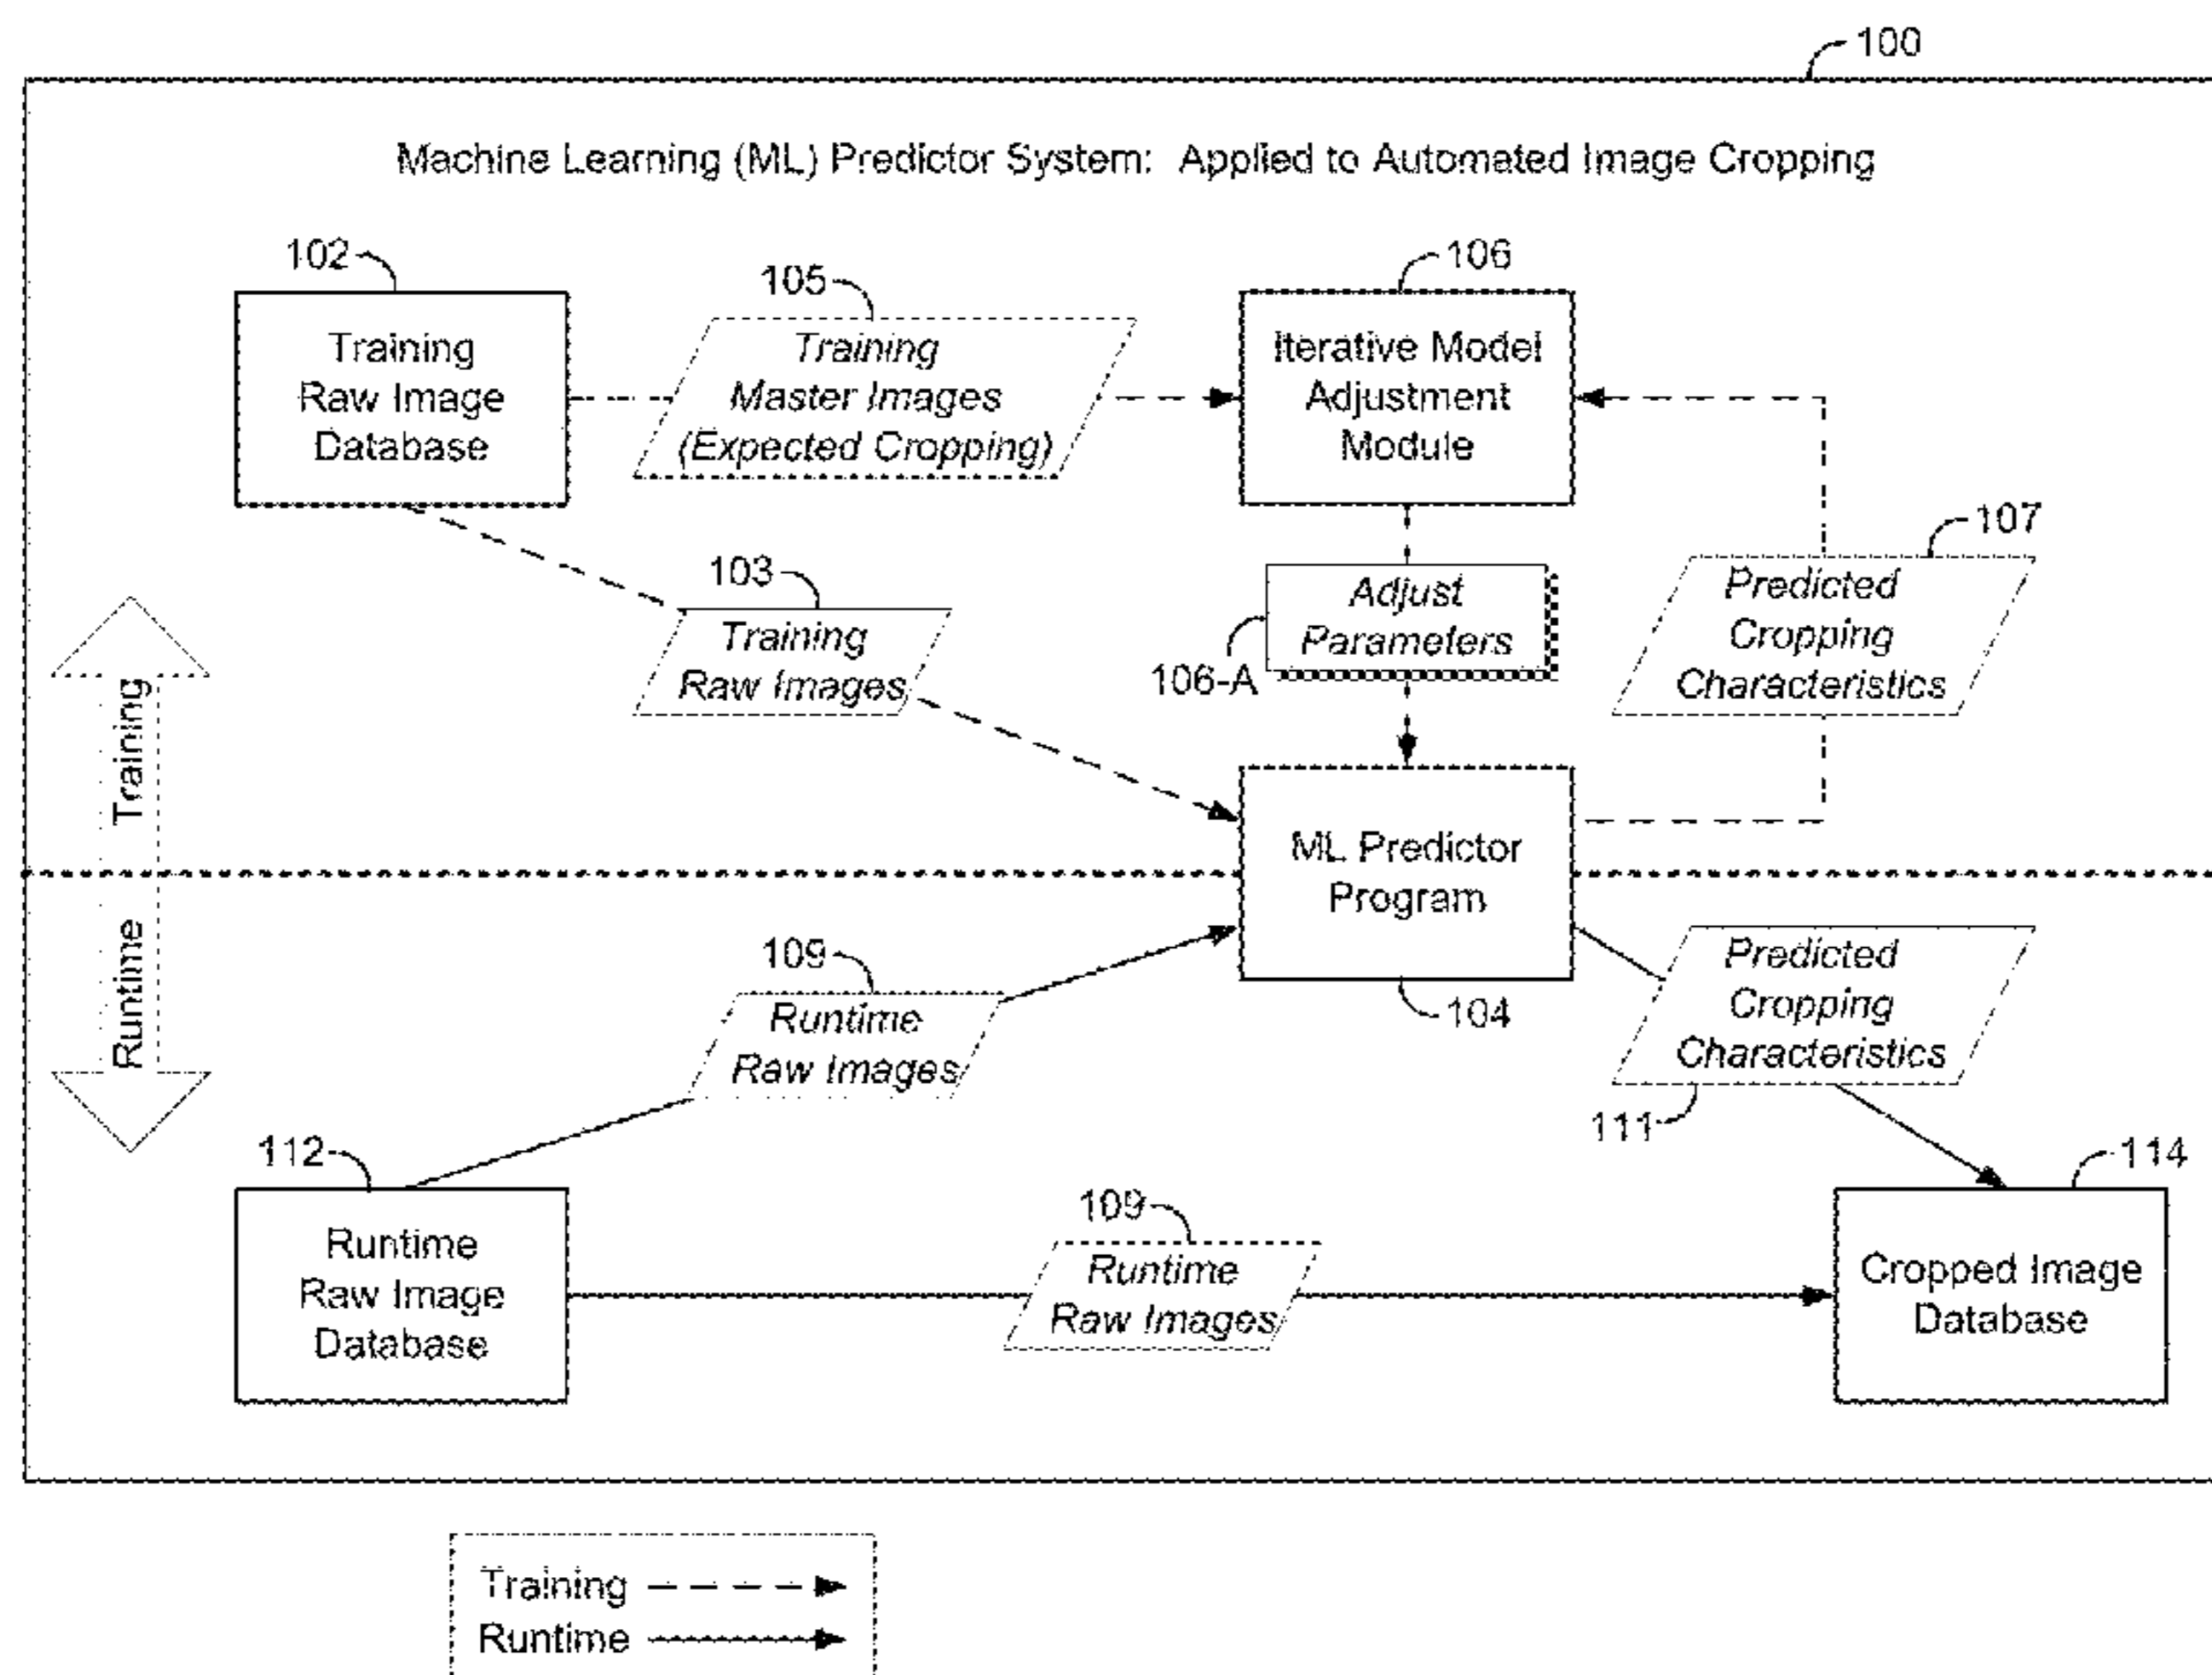 100
Machine Learning (ML) Predictor System: Applied to Automated Image Cropping
102
Training
Raw Image
Database
105
Training
Master Images
(Expected Cropping)
106
Iterative Model
Adjustment
Module
103
Training
Raw Images
106-A
Adjust
Parameters
107
Predicted
Cropping
Characteristics
Training
Runtime
ML Predictor
Program
104
109
Runtime
Raw Images
Predicted
Cropping
Characteristics
111
112
Runtime
Raw Image
Database
109
Runtime
Raw Images
114
Cropped Image
Database
Training
Runtime